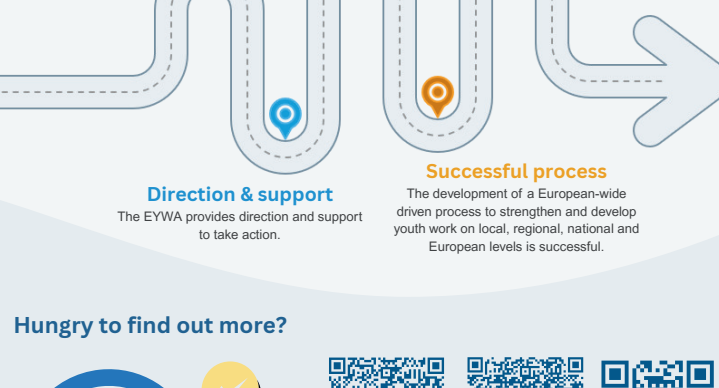 Direction & support
The EYWA provides direction and support
to take action.
Successful process
The development of a European-wide
driven process to strengthen and develop
youth work on local, regional, national and
European levels is successful.
Hungry to find out more?